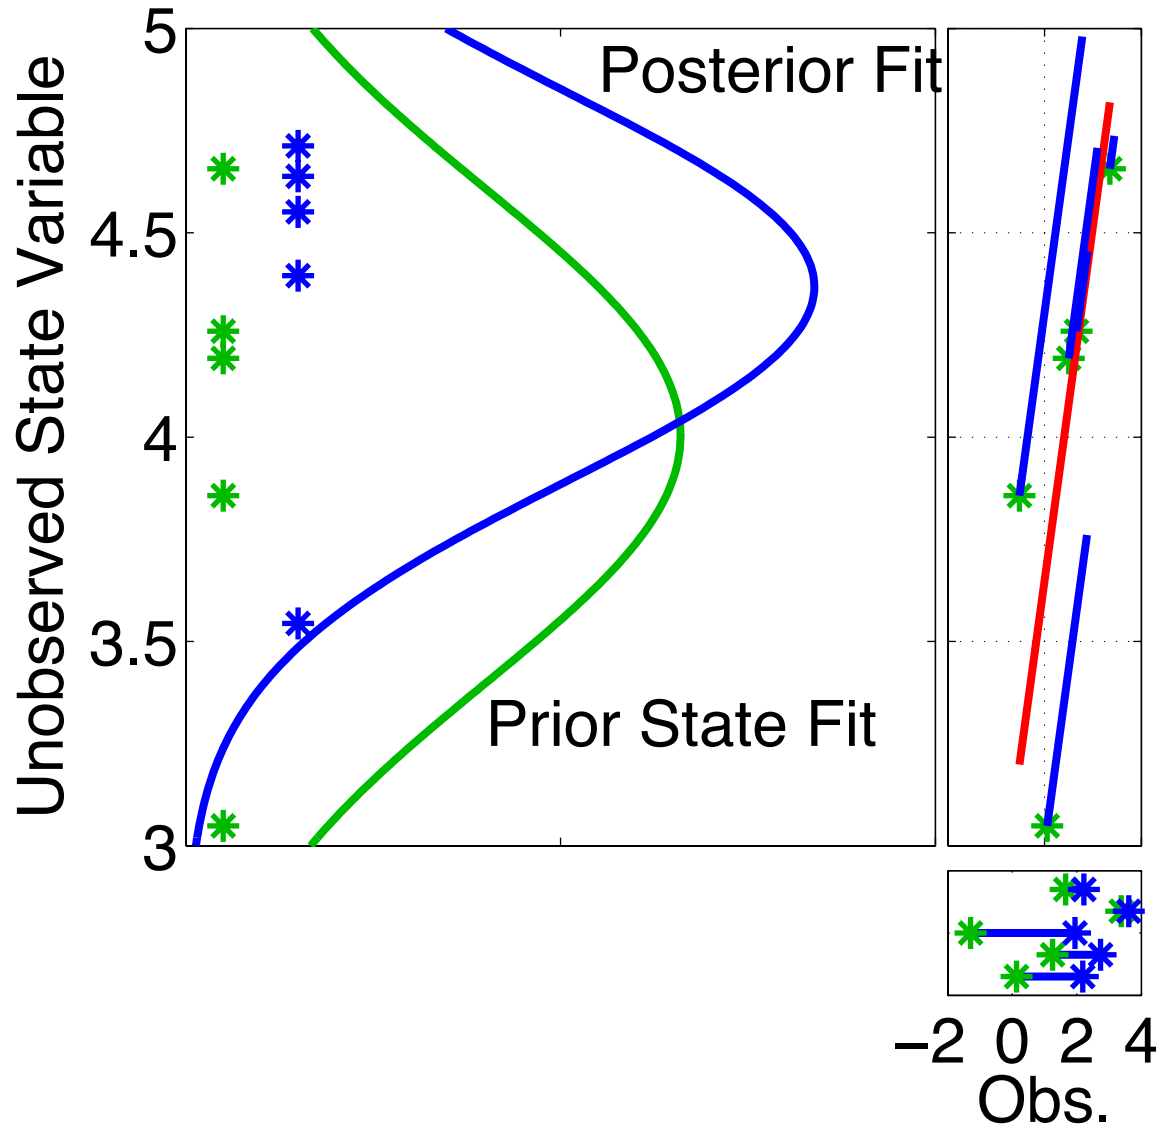 5
Posterior Fit
4.5
4
3.5
Prior State Fit
3
Unobserved State Variable
−2 0 2 4
Obs.